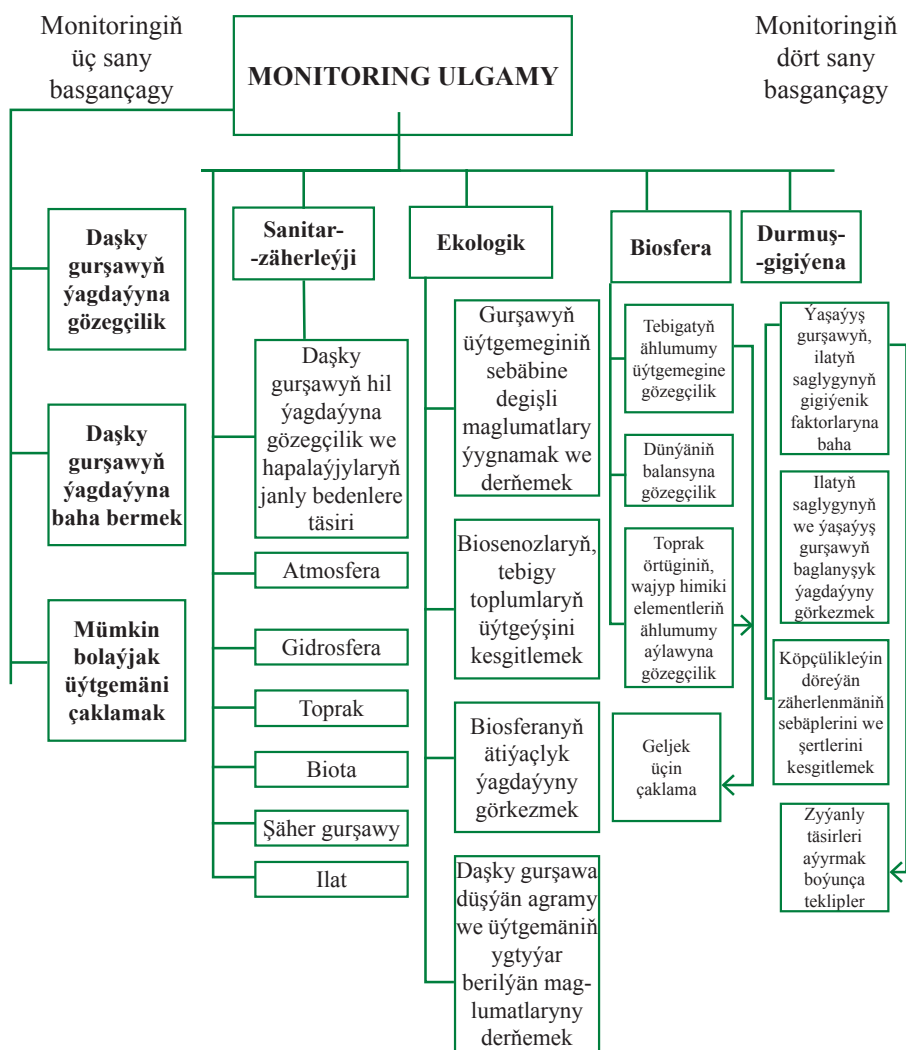 Monitoringiň
üç sany
basgançagy
MONITORING ULGAMY
Monitoringiň
dört sany
basgançagy
Daşky
gurşawyň
ýagdaýyna
gözegçilik
Daşky
gurşawyň
ýagdaýyna
baha bermek
Mümkin
bolaýjak
üýtgemäni
çaklamak
Sanitar-
-zäherleýji
Daşky
gurşawyň hil
ýagdaýyna
gözegçilik we
hapalaýjylaryň
janly bedenlere
täsiri
Atmosfera
Gidrosfera
Toprak
Biota
Şäher gurşawy
Ilat
Ekologik
Gurşawyň
üýtgemeginiň
sebäbine
degişli
maglumatlary
ýygnamak we
derňemek
Biosenozlaryň,
tebigy
toplumlaryň
üýtgeýşini
kesgitlemek
Biosferanyň
ätiýaçlyk
ýagdaýyny
görkezmek
Daşky gurşawa
düşýän agramy
we üýtgemäniň
ygtyýar
berilýän mag-
lumatlaryny
derňemek
Biosfera
Tebigatyň
ählumumy
üýtgemegine
gözegçilik
Dünýäniň
balansyna
gözegçilik
Toprak
örtüginiň,
wajyp himiki
elementleriň
ählumumy
aýlawyna
gözegçilik
Geljek
üçin
çaklama
Durmuş-
-gigiýena
Ýaşaýyş
gurşawyň,
ilatyň
saglygynyň
gigiýenik
faktorlaryna
baha
Ilatyň
saglygynyň
we ýaşaýyş
gurşawyň
baglanyşyk
ýagdaýyny
görkezmek
Köpçülikleýin
döreýän
zäherlenmäniň
sebäplerini we
şertlerini
kesgitlemek
Zyýanly
täsirleri
aýyrmak
boýunça
teklipler